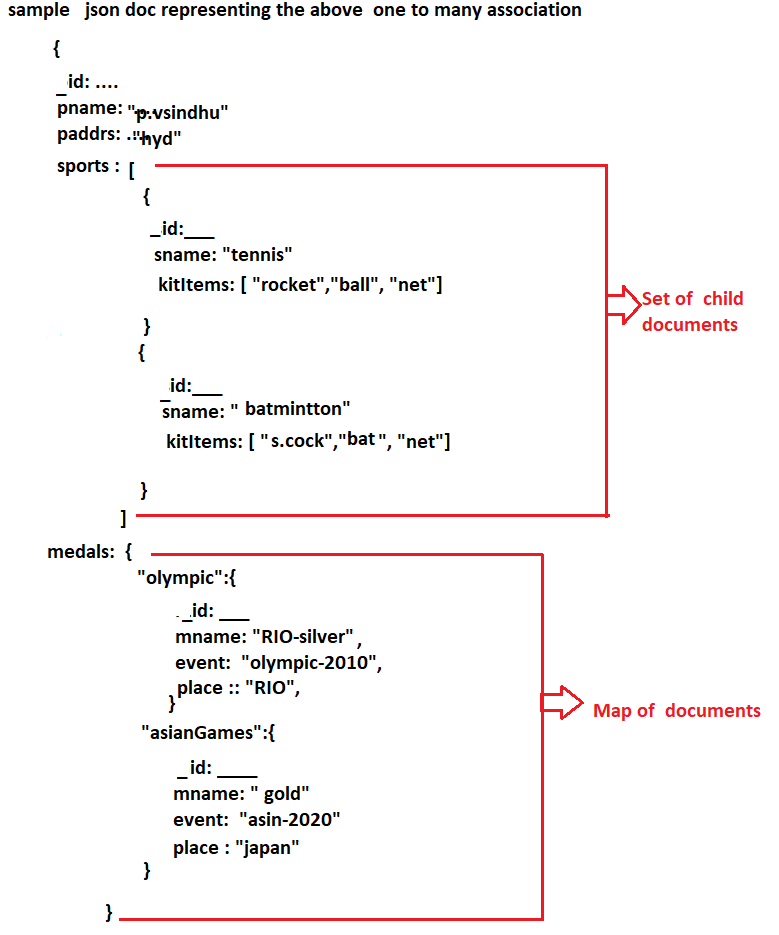 sample json doc representing the above one to many association
{
_id: ....
pname: "p.vsindhu"
paddrs: ... "hyd"
sports : [
{
_id:___
sname: "tennis"
kitItems: [ "rocket","ball", "net"]
}
Set of child
documents
{
_id:___
sname: " batmintton"
kitItems: [ "s.cock","bat ", "net"]
}
]
medals: {
"olympic":{
_id: ___
mname: "RIO-silver" ,
event: "olympic-2010",
place :: "RIO",
}
Map of documents
"asianGames":{
_id: ____
mname: " gold"
event: "asin-2020"
place : "japan"
}
}